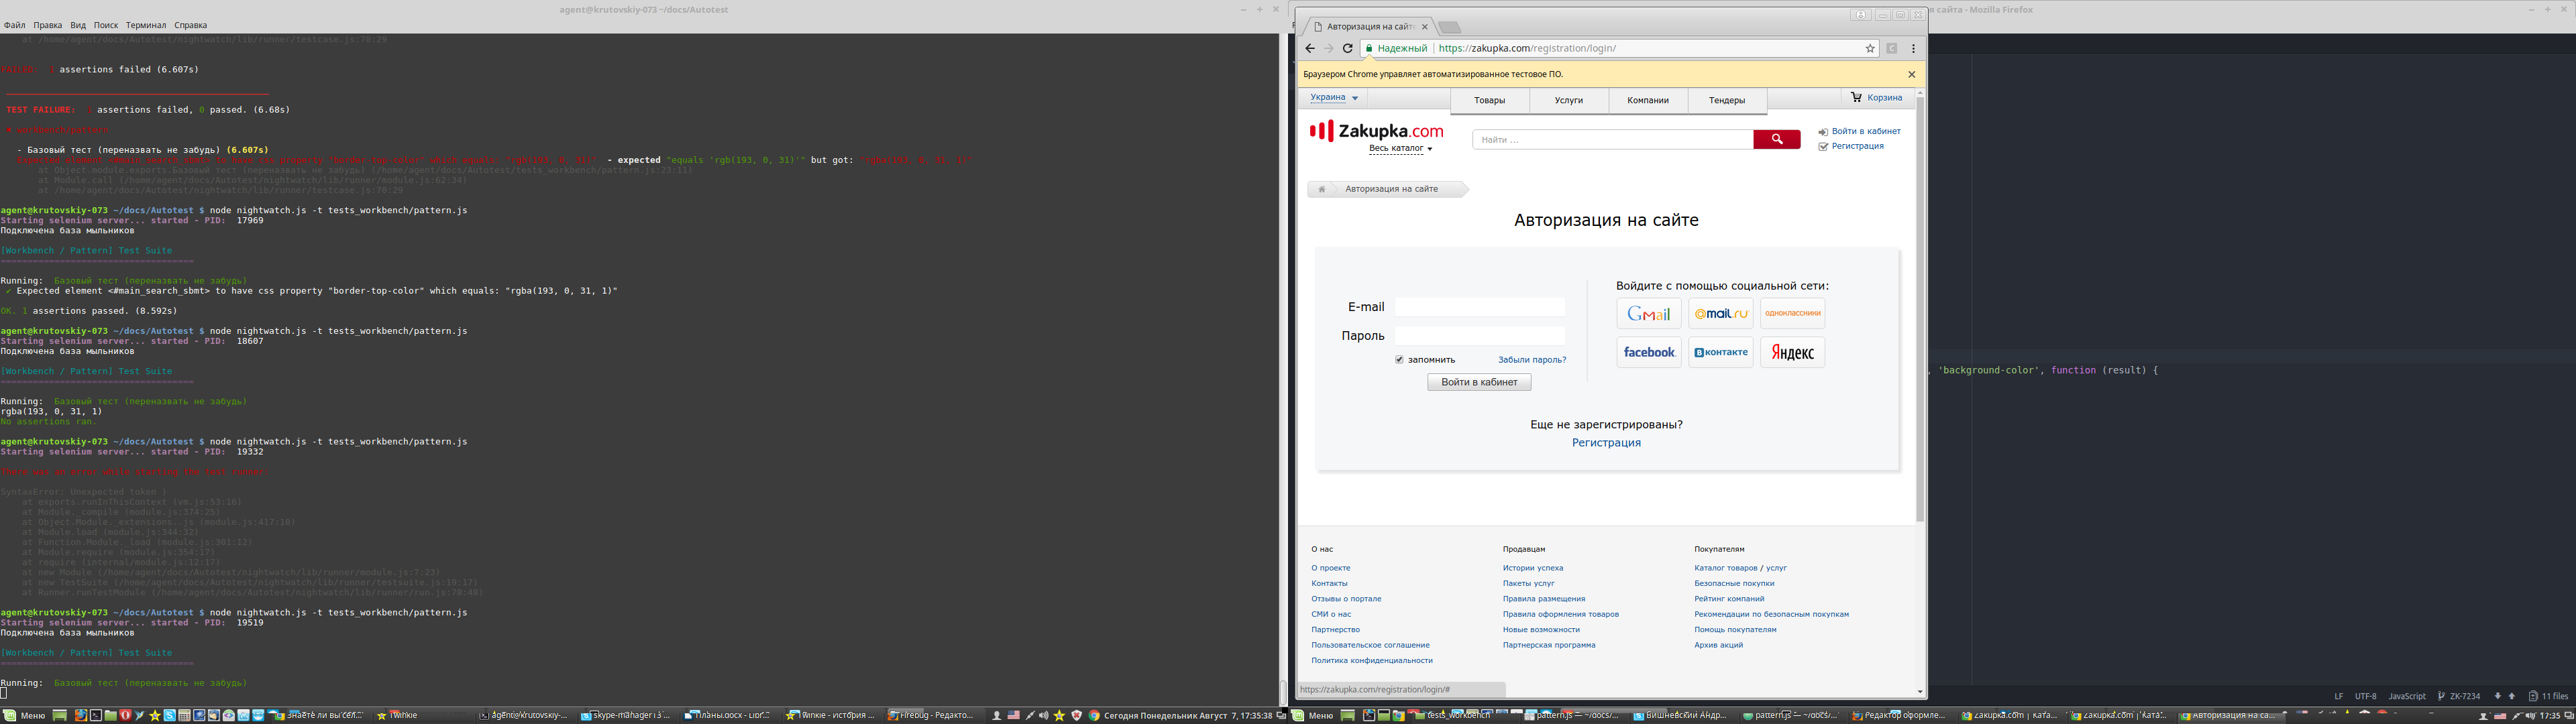 agent@krutovskiy-073 ~/docs/Autotest
Файл Правка Вид Поиск Терминал Справка
at /home/agent/docs/Autotest/nightwatch/lib/runner/testcase.js:70:29
FAILED: assertions failed (6.607s)
TEST FAILURE: assertions failed, 0 passed. (6.68s)
- Базовый тест (переназвать не забудь) (6.607s)
- expected "equals 'rgb(193, 0, 31)'" but got: "rgba(193, 0, 31, 1)"
at Object.module.exports.Базовый тест (переназвать не забудь) (/home/agent/docs/Autotest/tests_workbench/pattern.js:23:11)
at Module.call (/home/agent/docs/Autotest/nightwatch/lib/runner/module.js:62:34)
at /home/agent/docs/Autotest/nightwatch/lib/runner/testcase.js:70:29
agent@krutovskiy-073 ~/docs/Autotest $ node nightwatch.js -t tests_workbench/pattern.js
Starting selenium server... started - PID: 17969
Подключена база мыльников
[Workbench / Pattern] Test Suite
====================================
Running: Базовый тест (переназвать не забудь)
✔ Expected element <#main_search_sbmt> to have css property "border-top-color" which equals: "rgba(193, 0, 31, 1)"
OK. 1 assertions passed. (8.592s)
agent@krutovskiy-073 ~/docs/Autotest $ node nightwatch.js -t tests_workbench/pattern.js
Starting selenium server... started - PID: 18607
Подключена база мыльников
[Workbench / Pattern] Test Suite
====================================
Running: Базовый тест (переназвать не забудь)
rgba(193, 0, 31, 1)
No assertions ran.
agent@krutovskiy-073 ~/docs/Autotest $ node nightwatch.js -t tests_workbench/pattern.js
Starting selenium server... started - PID: 19332
There was an error while starting the test runner:
SyntaxError: Unexpected token )
at exports.runInThisContext (vm.js:53:16)
at Module._compile (module.js:374:25)
at Object.Module._extensions..js (module.js:417:10)
at Module.load (module.js:344:32)
at Function.Module._load (module.js:301:12)
at Module.require (module.js:354:17)
at require (internal/module.js:12:17)
at new Module (/home/agent/docs/Autotest/nightwatch/lib/runner/module.js:7:23)
at new TestSuite (/home/agent/docs/Autotest/nightwatch/lib/runner/testsuite.js:19:17)
at Runner.runTestModule (/home/agent/docs/Autotest/nightwatch/lib/runner/run.js:78:48)
agent@krutovskiy-073 ~/docs/Autotest $ node nightwatch.js -t tests_workbench/pattern.js
Starting selenium server... started - PID: 19519
Подключена база мыльников
[Workbench / Pattern] Test Suite
====================================
Running: Базовый тест (переназвать не забудь)
сайта - Mozilla Firefox
Авторизация на сайт
Надежный https://zakupka.com/registration/login/
Браузером Chrome управляет автоматизированное тестовое ПО.
Украина Товары Услуги Компании Тендеры Корзина
Zakupka.com
Весь каталог
Найти ...
Войти в кабинет
Регистрация
Авторизация на сайте
Авторизация на сайте
E-mail
Пароль
запомнить Забыли пароль?
Войти в кабинет
Войдите с помощью социальной сети:
Gmail @mail.ru одноклассники
facebook. В контакте Яндекс
Еще не зарегистрированы?
Регистрация
О нас
О проекте
Контакты
Отзывы о портале
СМИ о нас
Партнерство
Пользовательское соглашение
Политика конфиденциальности
Продавцам
Истории успеха
Пакеты услуг
Правила размещения
Правила оформления товаров
Новые возможности
Партнерская программа
Покупателям
Каталог товаров / услуг
Безопасные покупки
Рейтинг компаний
Рекомендации по безопасным покупкам
Помощь покупателям
Архив акций
https://zakupka.com/registration/login/#
, 'background-color', function (result) {
LF UTF-8 JavaScript ZK-7234 11 files
Меню Twinkie agent@krutovskiy-... Планы.docx - Libr... Twinkie - история ... Firebug - Редакто... Сегодня Понедельник Август 7, 17:35:38
Меню tests_workbench pattern.js — ~/docs/... Вишневский Андр... pattern.js — ~/docs/... Редактор оформле... Zakupka.com | Ката... Zakupka.com | Ката... Авторизация на са... 17:35